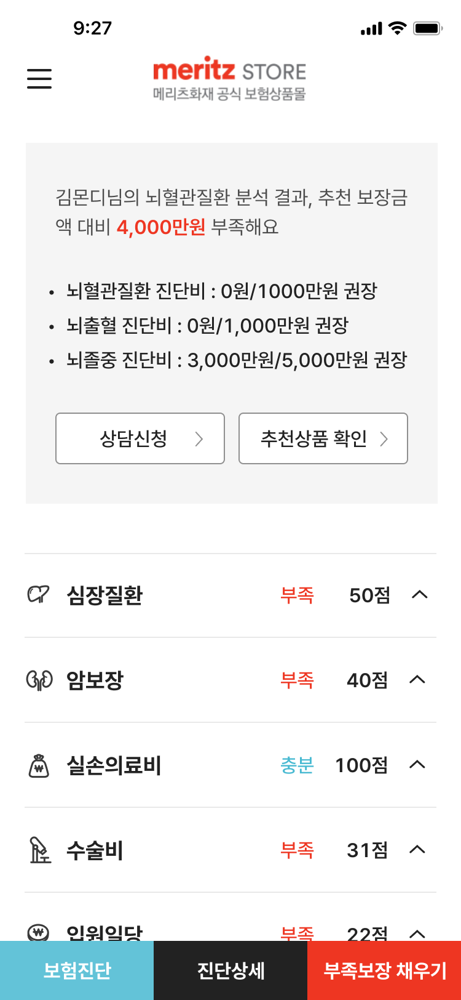 9:27
meritz STORE
메리츠화재 공식 보험상품몰
김몬디님의 뇌혈관질환 분석 결과, 추천 보장금
액 대비 4,000만원 부족해요
• 뇌혈관질환 진단비 : 0원/1000만원 권장
• 뇌출혈 진단비 : 0원/1,000만원 권장
• 뇌졸중 진단비 : 3,000만원/5,000만원 권장
상담신청 추천상품 확인
심장질환 부족 50점
암보장 부족 40점
실손의료비 충분 100점
수술비 부족 31점
입원일당 부족 22점
보험진단 진단상세 부족보장 채우기